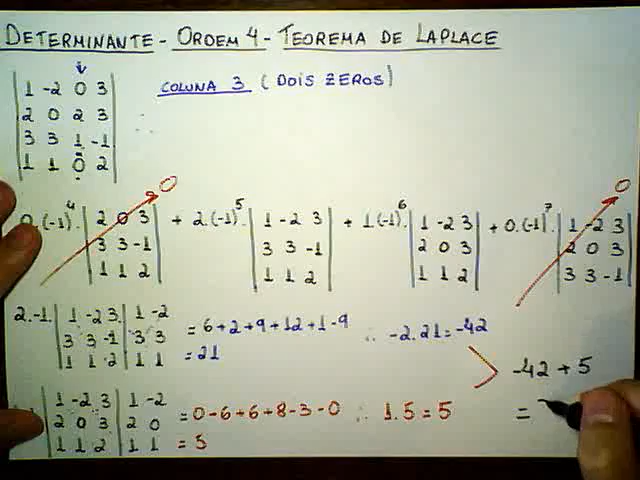 DETERMINANTE - ORDEM 4 - TEOREMA DE LAPLACE
COLUNA 3 (DOIS ZEROS)
| 1 -2 0 3 |
| 2 0 2 3 |
| 3 3 1 -1 |
| 1 1 0 2 |
0 0
0.(-1)^4. | 2 0 3 | + 2.(-1)^5. | 1 -2 3 | + 1(-1)^6. | 1 -2 3 | + 0.(-1)^7. | 1 -2 3 |
| 3 3 -1 | | 3 3 -1 | | 2 0 3 | | 2 0 3 |
| 1 1 2 | | 1 1 2 | | 1 1 2 | | 3 3 -1 |
2.-1. | 1 -2 3 | 1 -2
| 3 3 -1 | 3 3 = 6+2+9+12+1-9 ∴ -2.21 = -42
| 1 1 2 | 1 1 = 21
-42 + 5
=
| 1 -2 3 | 1 -2
| 2 0 3 | 2 0 = 0-6+6+8-3-0 ∴ 1.5 = 5
| 1 1 2 | 1 1 = 5